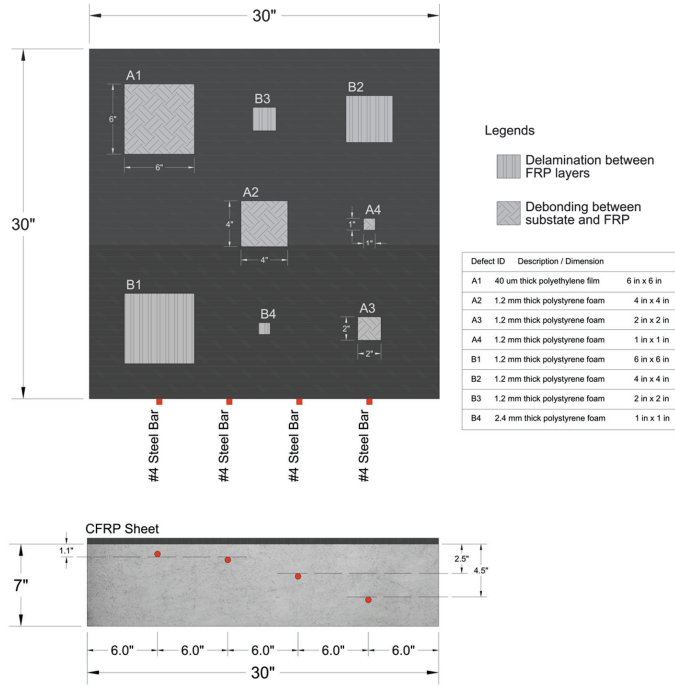 30"
A1
B3
B2
6"
6"
A2
A4
4"
1"
4"
1"
30"
B1
B4
A3
2"
2"
#4 Steel Bar
#4 Steel Bar
#4 Steel Bar
#4 Steel Bar
Legends
Delamination between
FRP layers
Debonding between
substate and FRP
Defect ID Description / Dimension
A1 40 um thick polyethylene film 6 in x 6 in
A2 1.2 mm thick polystyrene foam 4 in x 4 in
A3 1.2 mm thick polystyrene foam 2 in x 2 in
A4 1.2 mm thick polystyrene foam 1 in x 1 in
B1 1.2 mm thick polystyrene foam 6 in x 6 in
B2 1.2 mm thick polystyrene foam 4 in x 4 in
B3 1.2 mm thick polystyrene foam 2 in x 2 in
B4 2.4 mm thick polystyrene foam 1 in x 1 in
CFRP Sheet
1.1"
7"
2.5"
4.5"
6.0" 6.0" 6.0" 6.0" 6.0"
30"